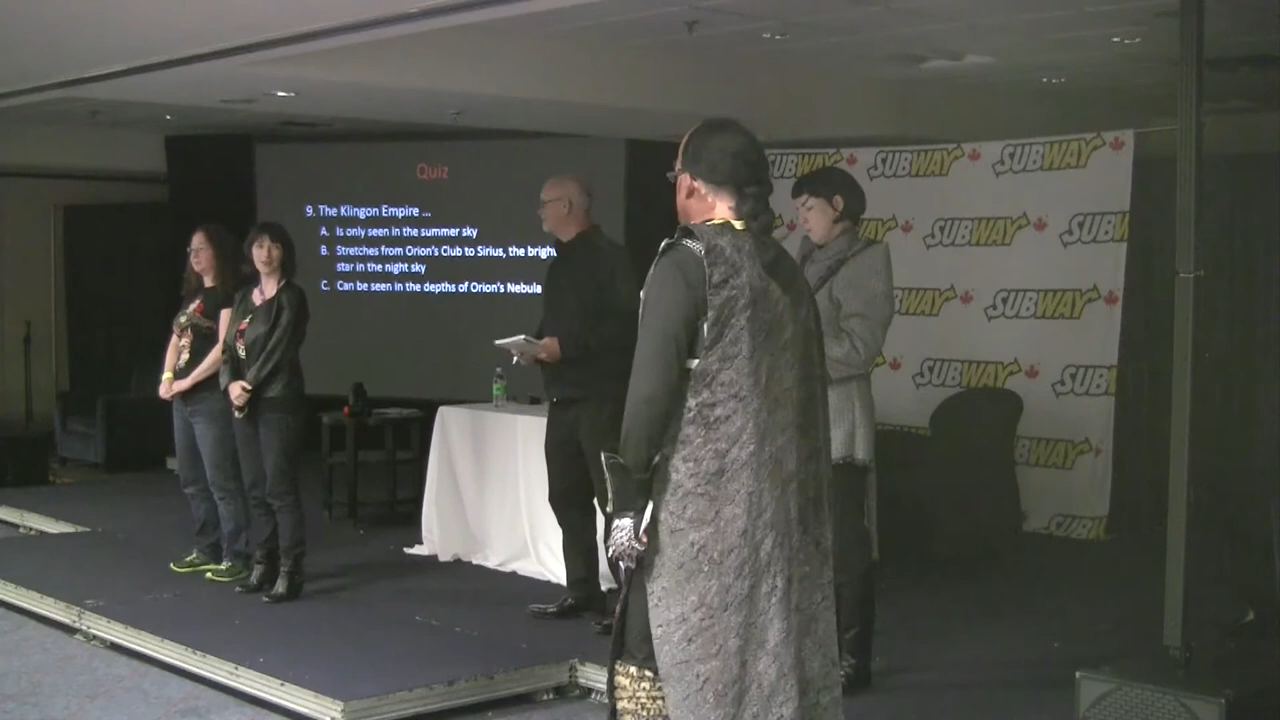 Quiz
9. The Klingon Empire ...
A. Is only seen in the summer sky
B. Stretches from Orion's Club to Sirius, the bright
star in the night sky
C. Can be seen in the depths of Orion's Nebula
SUBWAY SUBWAY SUBWAY
SUBWAY SUBWAY
SUBWAY
SUBWAY SUBWAY
SUBWAY
SUBWAY